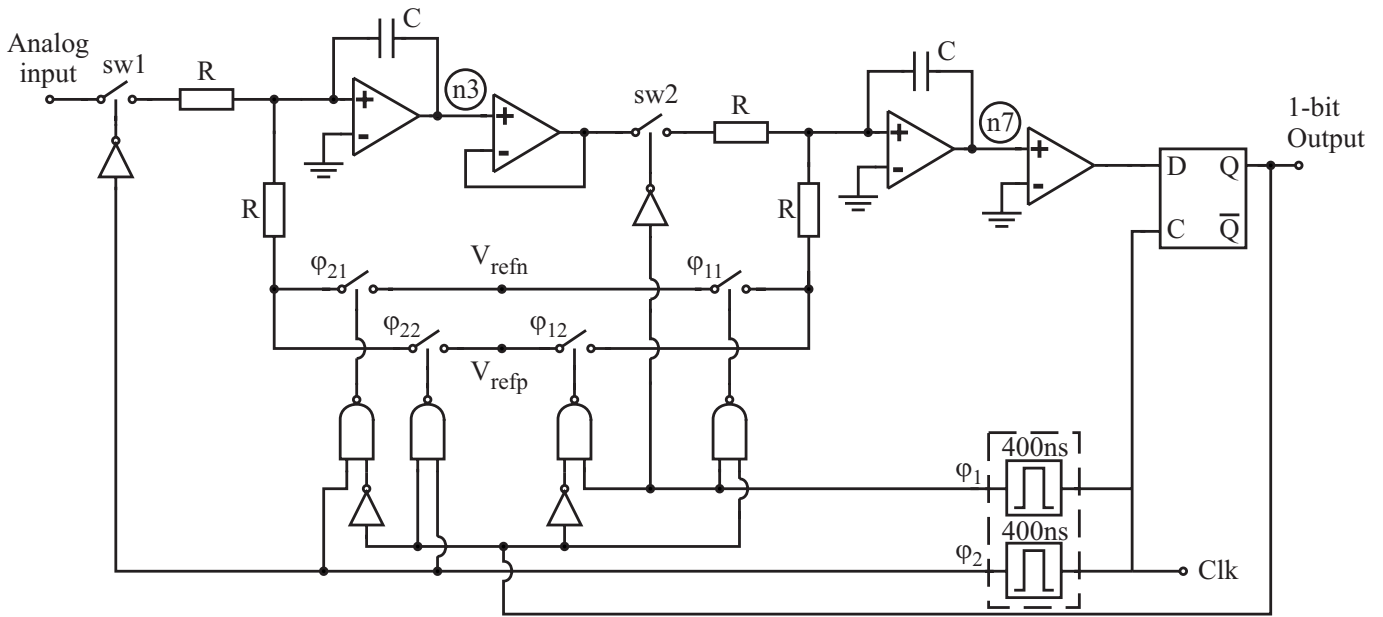 C
Analog
input
sw1
R
+
-
n3
+
-
sw2
R
C
+
-
n7
+
-
1-bit
Output
D
Q
C
Q̅
R
R
φ21
Vrefn
φ11
φ22
Vrefp
φ12
400ns
φ1
400ns
φ2
Clk